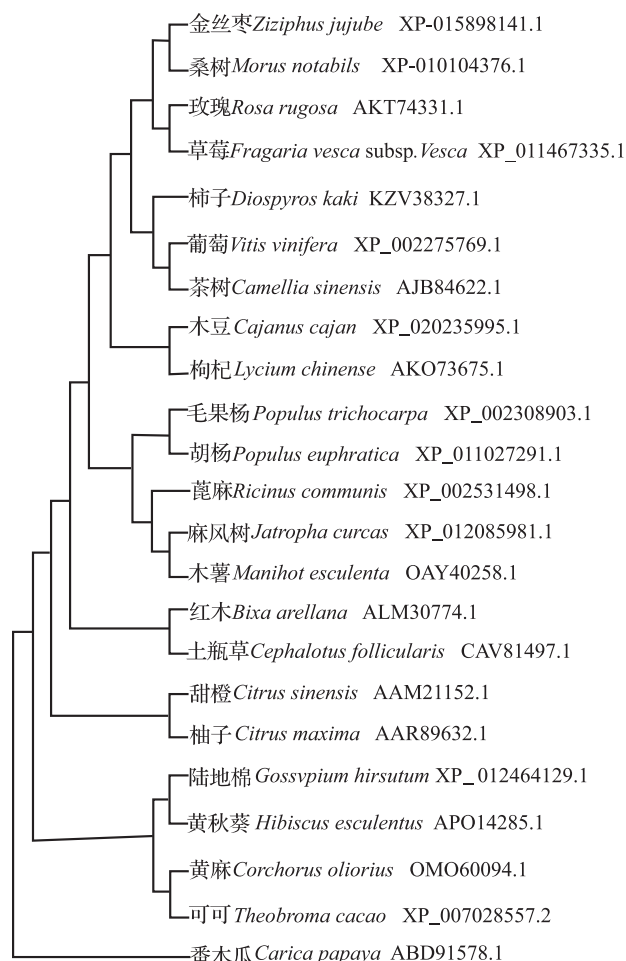 金丝枣Ziziphus jujube XP-015898141.1
桑树Morus notabils XP-010104376.1
玫瑰Rosa rugosa AKT74331.1
草莓Fragaria vesca subsp.Vesca XP_011467335.1
柿子Diospyros kaki KZV38327.1
葡萄Vitis vinifera XP_002275769.1
茶树Camellia sinensis AJB84622.1
木豆Cajanus cajan XP_020235995.1
枸杞Lycium chinense AKO73675.1
毛果杨Populus trichocarpa XP_002308903.1
胡杨Populus euphratica XP_011027291.1
蓖麻Ricinus communis XP_002531498.1
麻风树Jatropha curcas XP_012085981.1
木薯Manihot esculenta OAY40258.1
红木Bixa arellana ALM30774.1
土瓶草Cephalotus follicularis CAV81497.1
甜橙Citrus sinensis AAM21152.1
柚子Citrus maxima AAR89632.1
陆地棉Gossvpium hirsutum XP_012464129.1
黄秋葵Hibiscus esculentus APO14285.1
黄麻Corchorus oliorius OMO60094.1
可可Theobroma cacao XP_007028557.2
番木瓜Carica papaya ABD91578.1